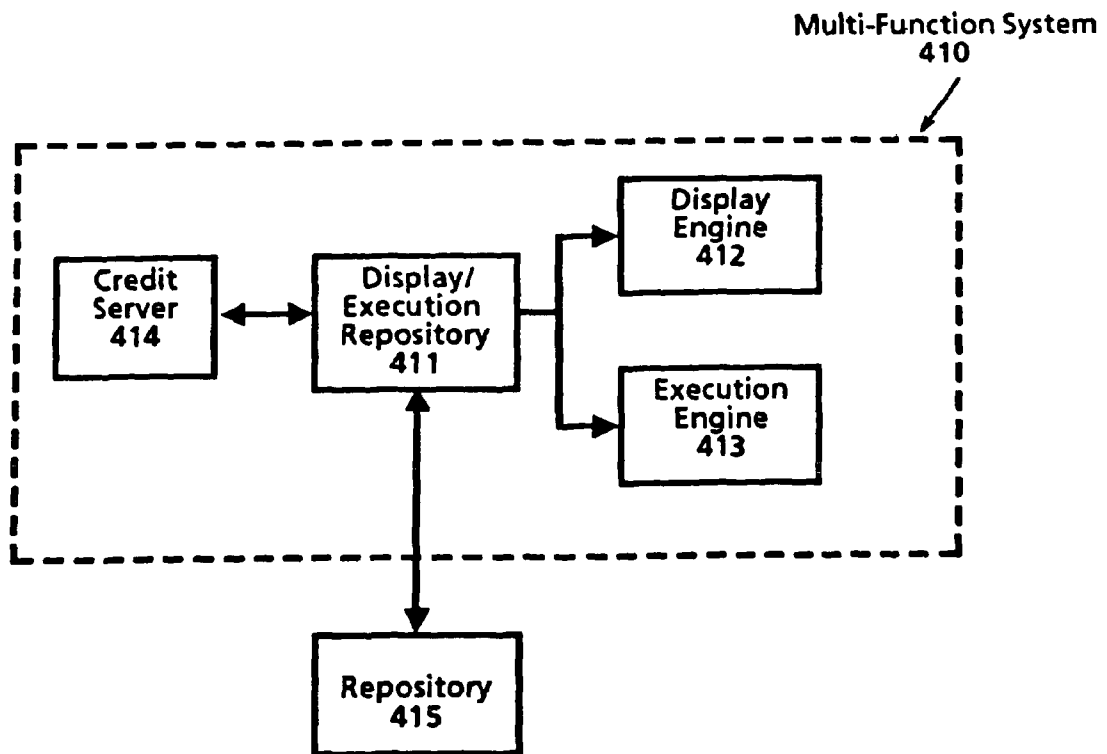 Multi-Function System
410
Display
Engine
412
Credit
Server
414
Display/
Execution
Repository
411
Execution
Engine
413
Repository
415